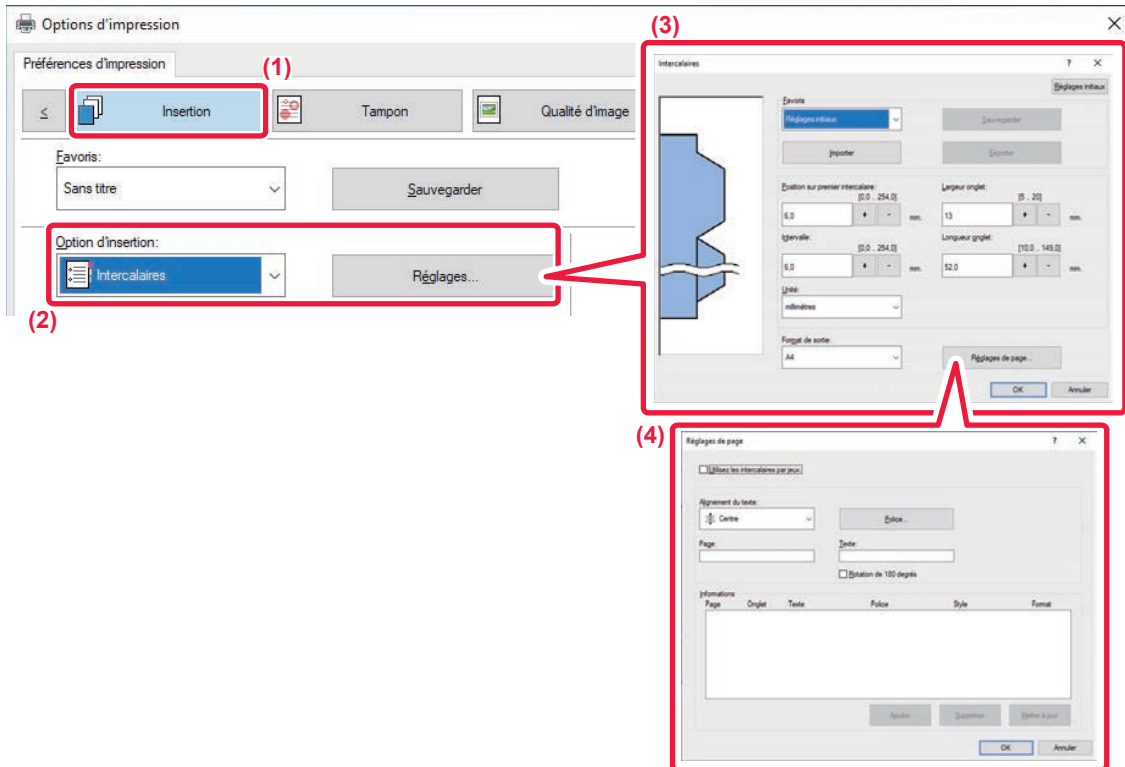 Options d'impression
Préférences d'impression
(1)
<
Insertion
Tampon
Qualité d'image
Favoris:
Sans titre
Sauvegarder
Option d'insertion:
Intercalaires
Réglages...
(2)
(3)
Intercalaires
? ×
Réglages initiaux
Favoris
Réglages initiaux
Sauvegarder
Importer
Exporter
Position sur premier intercalaire:
[0,0 .. 254,0]
6,0
+ -
mm.
Largeur onglet:
[5 .. 20]
13
+ -
mm.
Intervalle:
[0,0 .. 254,0]
6,0
+ -
mm.
Longueur onglet:
[10,0 .. 149,0]
52,0
+ -
mm.
Unité:
millimètres
Format de sortie:
A4
Réglages de page...
OK
Annuler
(4)
Réglages de page
? ×
Utilisez les intercalaires par jeux
Alignement du texte:
Centre
Police...
Page:
Texte:
Rotation de 180 degrés
Informations
Page Onglet Texte Police Style Format
Ajouter
Supprimer
Mettre à jour
OK
Annuler